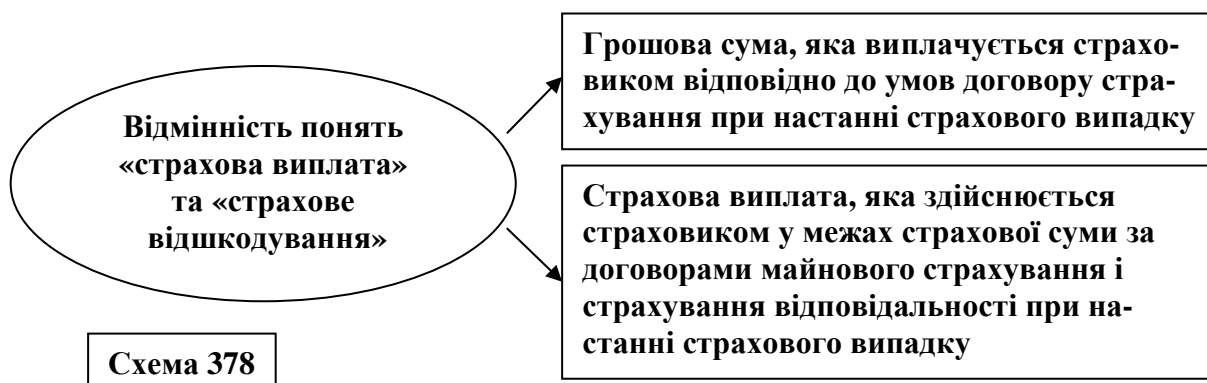 Відмінність понять
«страхова виплата»
та «страхове
відшкодування»
Грошова сума, яка виплачується страхо-
виком відповідно до умов договору стра-
хування при настанні страхового випадку
Страхова виплата, яка здійснюється
страховиком у межах страхової суми за
договорами майнового страхування і
страхування відповідальності при на-
станні страхового випадку
Схема 378